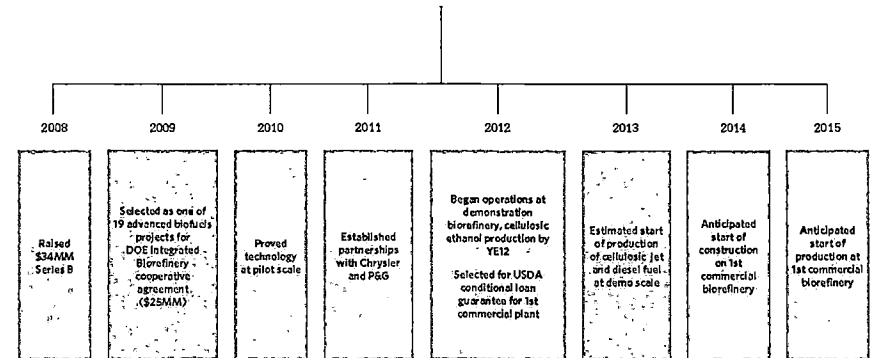 2008
2009
2010
2011
2012
2013
2014
2015
Raised
$34MM
Series B
Selected as one of
19 advanced biofuels
projects for
DOE Integrated
Biorefinery
cooperative
agreement
($25MM)
Proved
technology
at pilot scale
Established
partnerships
with Chrysler
and P&G
Began operations at
demonstration
biorefinery, cellulosic
ethanol production by
YE12
Selected for USDA
conditional loan
guarantee for 1st
commercial plant
Estimated start
of production
of cellulosic jet
and diesel fuel
at demo scale
Anticipated
start of
construction
on 1st
commercial
biorefinery
Anticipated
start of
production at
1st commercial
biorefinery